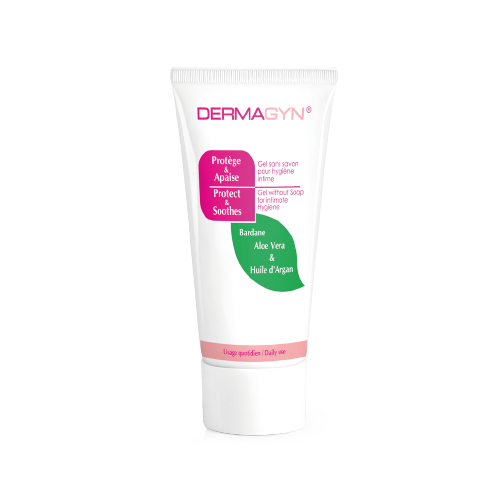 DERMAGYN®
Protège
&
Apaise
Gel sans savon
pour hygiène
intime
Protect
&
Soothes
Gel without Soap
for intimate
Hygiene
Bardane
Aloe Vera
&
Huile d'Argan
Usage quotidien / Daily use